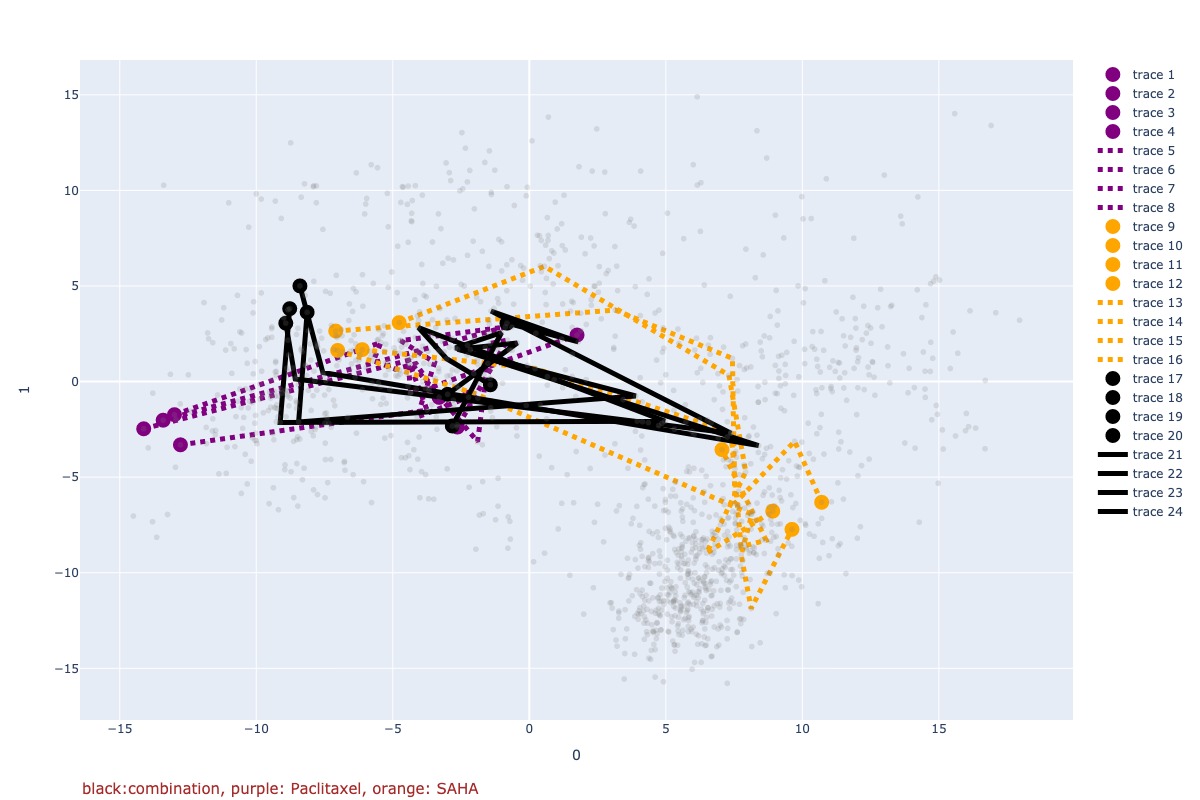 15
10
5
0
−5
−10
−15
−15
−10
−5
0
5
10
15
0
1
trace 1
trace 2
trace 3
trace 4
trace 5
trace 6
trace 7
trace 8
trace 9
trace 10
trace 11
trace 12
trace 13
trace 14
trace 15
trace 16
trace 17
trace 18
trace 19
trace 20
trace 21
trace 22
trace 23
trace 24
black:combination, purple: Paclitaxel, orange: SAHA